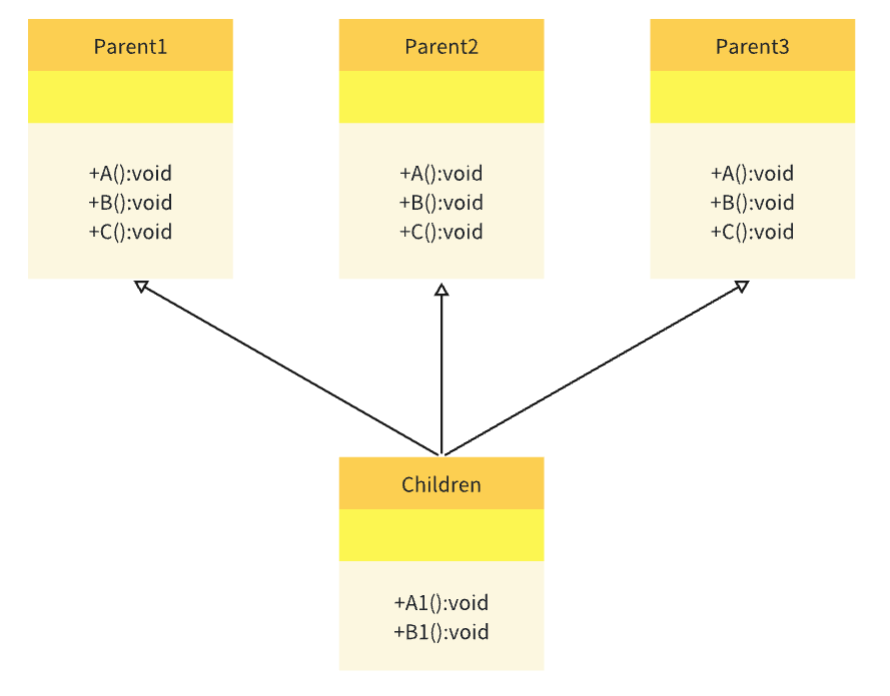 Parent1
+A():void
+B():void
+C():void
Parent2
+A():void
+B():void
+C():void
Parent3
+A():void
+B():void
+C():void
Children
+A1():void
+B1():void